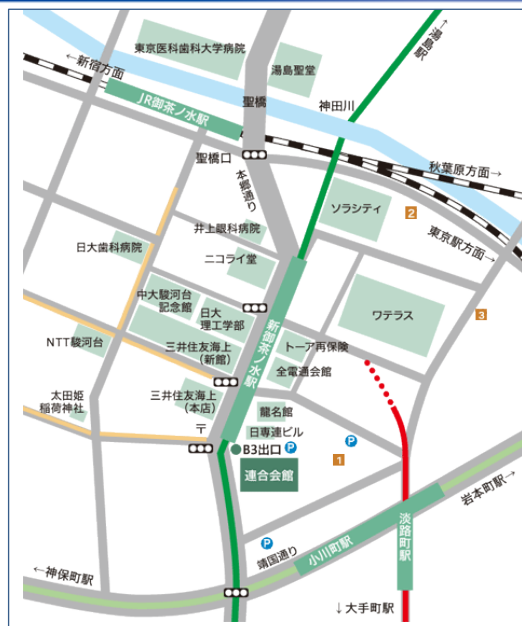 東京医科歯科大学病院
湯島聖堂
↑湯島駅
←新宿方面
JR御茶ノ水駅
聖橋
神田川
聖橋口
本郷通り
秋葉原方面→
ソラシティ
2
東京駅方面→
井上眼科病院
日大歯科病院
ニコライ堂
中大駿河台
記念館
日大
理工学部
ワテラス
3
新御茶ノ水駅
NTT駿河台
三井住友海上
(新館)
トーア再保険
全電通会館
太田姫
稲荷神社
三井住友海上
(本店)
龍名館
〒
日専連ビル
B3出口
P
P
1
連合会館
岩本町駅→
P
靖国通り
小川町駅
淡路町駅
←神保町駅
↓大手町駅